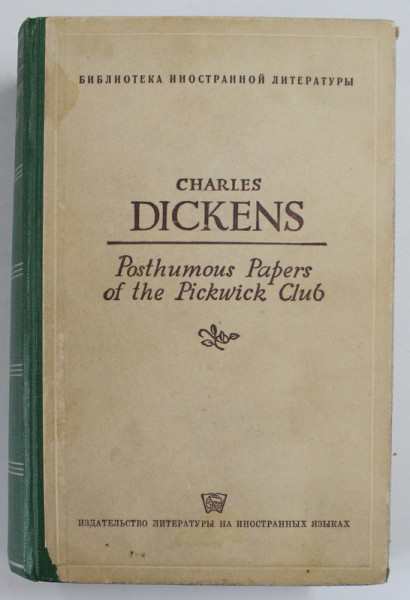 БИБЛИОТЕКА ИНОСТРАННОЙ ЛИТЕРАТУРЫ
CHARLES
DICKENS
Posthumous Papers
of the Pickwick Club
ИЗДАТЕЛЬСТВО ЛИТЕРАТУРЫ НА ИНОСТРАННЫХ ЯЗЫКАХ